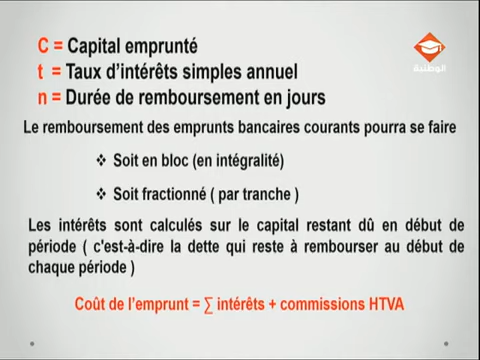 C = Capital emprunté
الوطنية
t = Taux d'intérêts simples annuel
n = Durée de remboursement en jours
Le remboursement des emprunts bancaires courants pourra se faire
❖ Soit en bloc (en intégralité)
❖ Soit fractionné ( par tranche )
Les intérêts sont calculés sur le capital restant dû en début de
période ( c'est-à-dire la dette qui reste à rembourser au début de
chaque période )
Coût de l'emprunt = ∑ intérêts + commissions HTVA